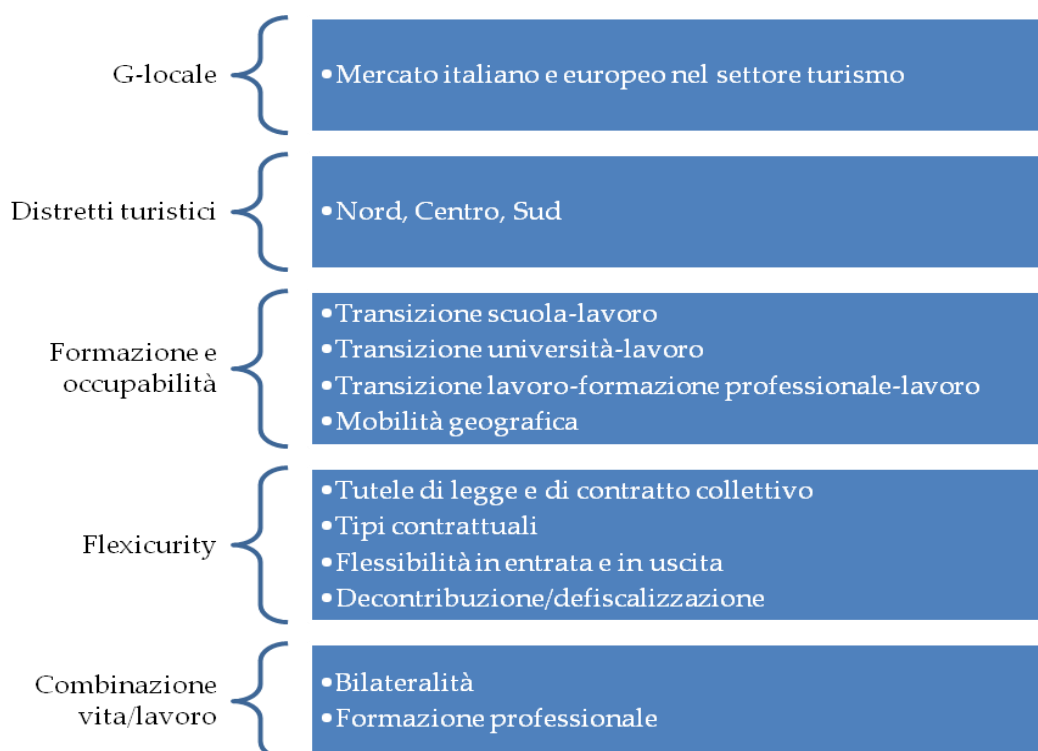 G-locale
•Mercato italiano e europeo nel settore turismo
Distretti turistici
•Nord, Centro, Sud
Formazione e
occupabilità
•Transizione scuola-lavoro
•Transizione università-lavoro
•Transizione lavoro-formazione professionale-lavoro
•Mobilità geografica
Flexicurity
•Tutele di legge e di contratto collettivo
•Tipi contrattuali
•Flessibilità in entrata e in uscita
•Decontribuzione/defiscalizzazione
Combinazione
vita/lavoro
•Bilateralità
•Formazione professionale